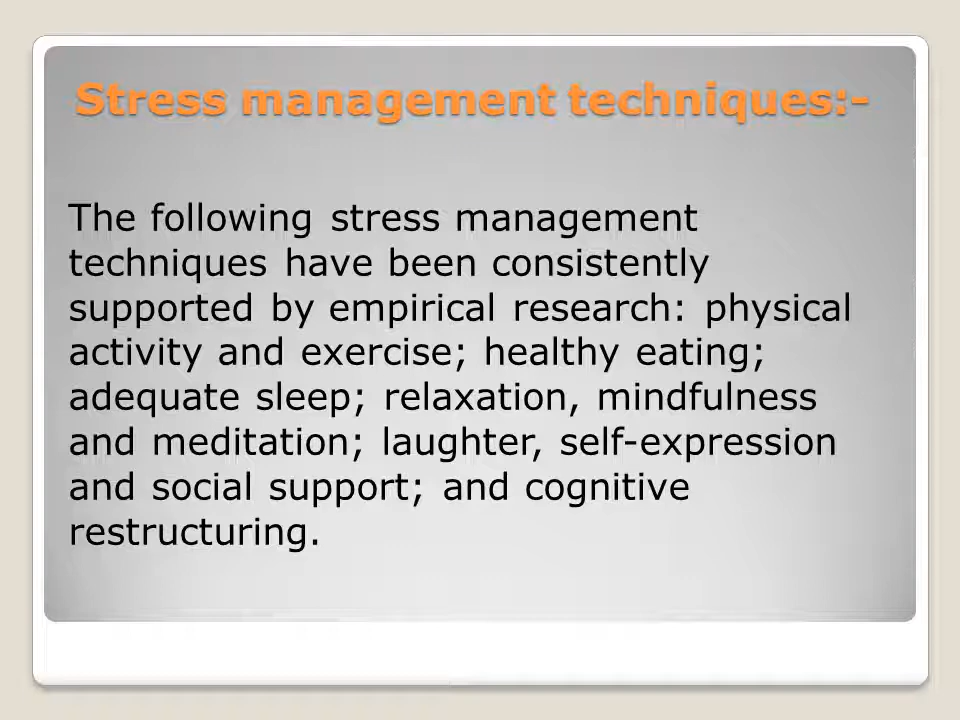 Stress management techniques:-
The following stress management
techniques have been consistently
supported by empirical research: physical
activity and exercise; healthy eating;
adequate sleep; relaxation, mindfulness
and meditation; laughter, self-expression
and social support; and cognitive
restructuring.